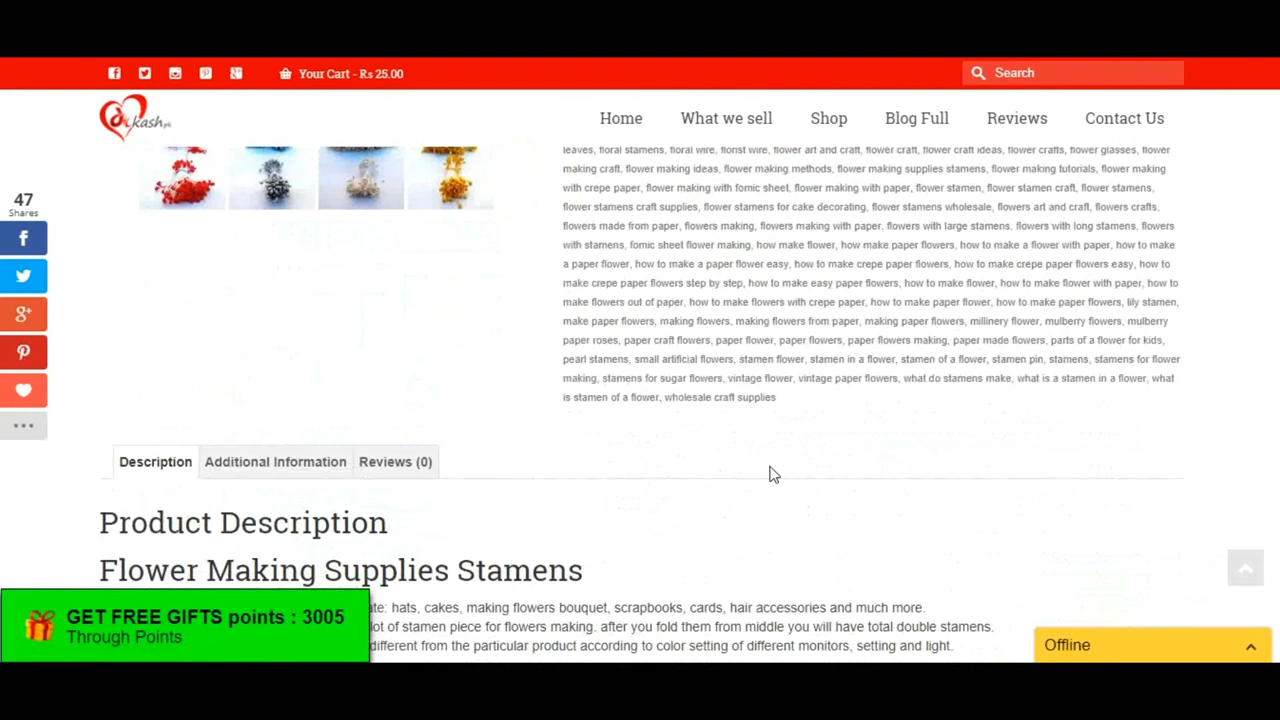 Your Cart - Rs 25.00
Search
Dilkash.pk
Home
What we sell
Shop
Blog Full
Reviews
Contact Us
47
Shares
leaves, floral stamens, floral wire, florist wire, flower art and craft, flower craft, flower craft ideas, flower crafts, flower glasses, flower
making craft, flower making ideas, flower making methods, flower making supplies stamens, flower making tutorials, flower making
with crepe paper, flower making with fomic sheet, flower making with paper, flower stamen, flower stamen craft, flower stamens,
flower stamens craft supplies, flower stamens for cake decorating, flower stamens wholesale, flowers art and craft, flowers crafts,
flowers made from paper, flowers making, flowers making with paper, flowers with large stamens, flowers with long stamens, flowers
with stamens, fomic sheet flower making, how make flower, how make paper flowers, how to make a flower with paper, how to make
a paper flower, how to make a paper flower easy, how to make crepe paper flowers, how to make crepe paper flowers easy, how to
make crepe paper flowers step by step, how to make easy paper flowers, how to make flower, how to make flower with paper, how to
make flowers out of paper, how to make flowers with crepe paper, how to make paper flower, how to make paper flowers, lily stamen,
make paper flowers, making flowers, making flowers from paper, making paper flowers, millinery flower, mulberry flowers, mulberry
paper roses, paper craft flowers, paper flower, paper flowers, paper flowers making, paper made flowers, parts of a flower for kids,
pearl stamens, small artificial flowers, stamen flower, stamen in a flower, stamen of a flower, stamen pin, stamens, stamens for flower
making, stamens for sugar flowers, vintage flower, vintage paper flowers, what do stamens make, what is a stamen in a flower, what
is stamen of a flower, wholesale craft supplies
Description
Additional Information
Reviews (0)
Product Description
Flower Making Supplies Stamens
hats, cakes, making flowers bouquet, scrapbooks, cards, hair accessories and much more.
lot of stamen piece for flowers making. after you fold them from middle you will have total double stamens.
different from the particular product according to color setting of different monitors, setting and light.
GET FREE GIFTS points : 3005
Through Points
Offline